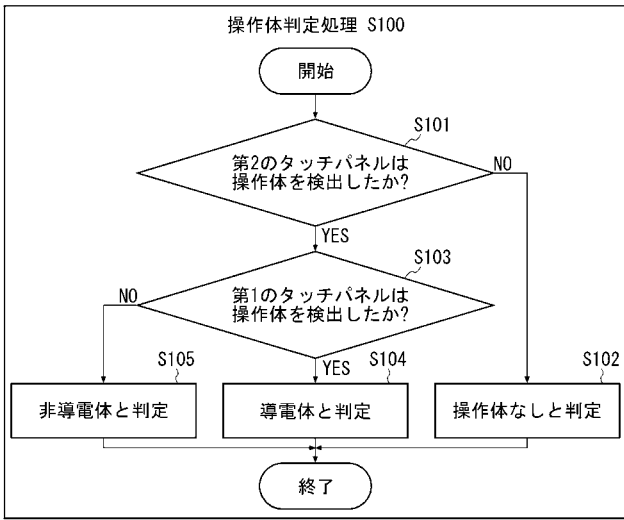 操作体判定処理 S100
開始
S101
第2のタッチパネルは
操作体を検出したか?
NO
YES
S103
第1のタッチパネルは
操作体を検出したか?
NO
YES
S105
非導電体と判定
S104
導電体と判定
S102
操作体なしと判定
終了